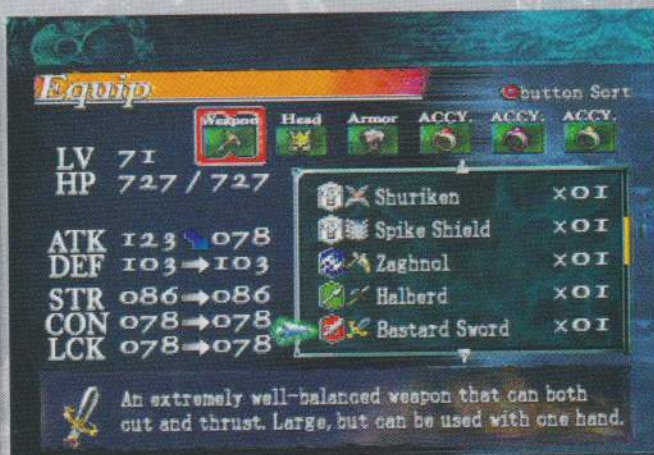 Equip
button Sort
Weapon Head Armor ACCY. ACCY. ACCY.
LV 71
HP 727 / 727
ATK 123 078
DEF 103→103
STR 086→086
CON 078→078
LCK 078→078
Shuriken ×01
Spike Shield ×01
Zaghnol ×01
Halberd ×01
Bastard Sword ×01
An extremely well-balanced weapon that can both
cut and thrust. Large, but can be used with one hand.